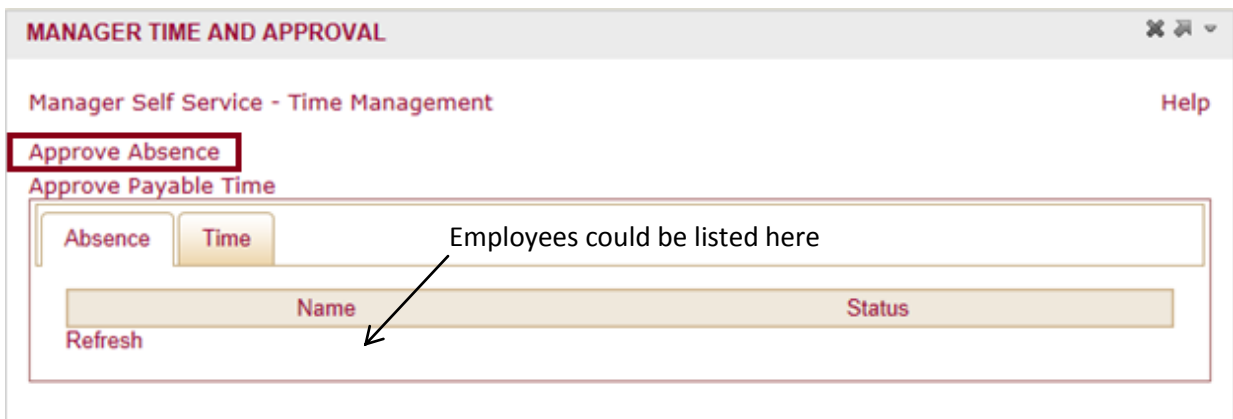 MANAGER TIME AND APPROVAL
Manager Self Service - Time Management Help
Approve Absence
Approve Payable Time
Absence Time Employees could be listed here
Name Status
Refresh